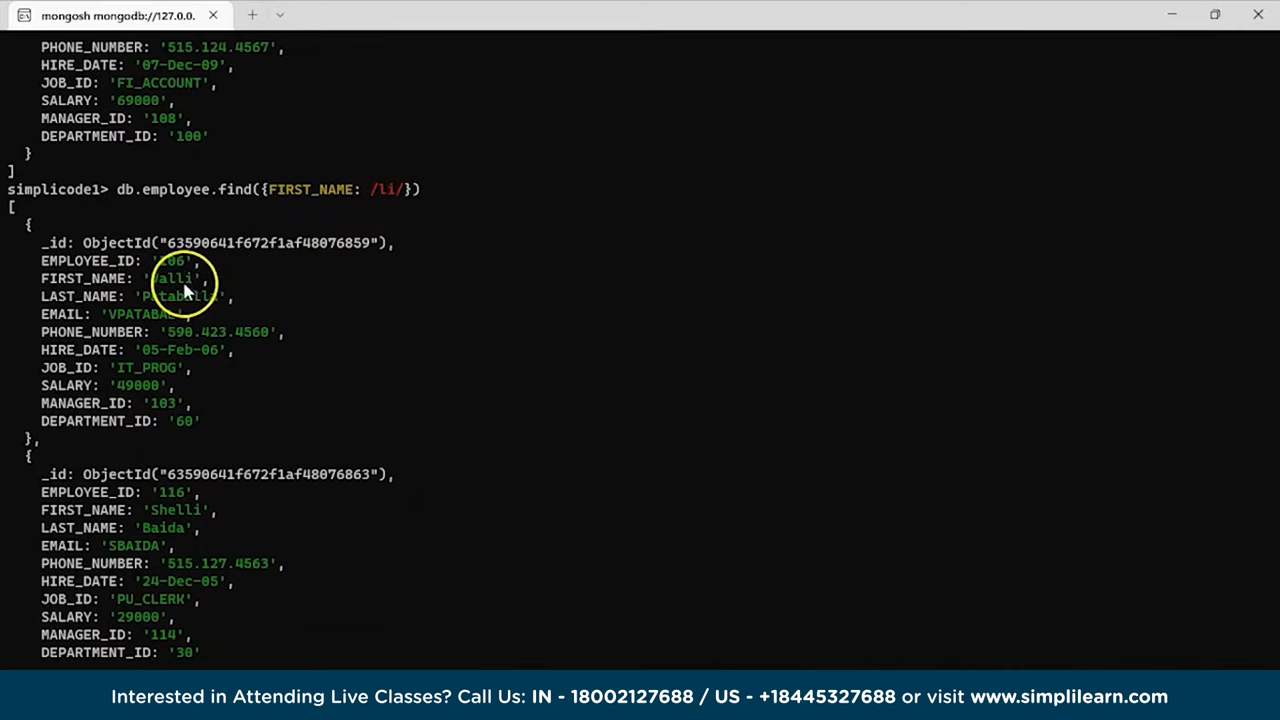 mongosh mongodb://127.0.0.
PHONE_NUMBER: '515.124.4567',
HIRE_DATE: '07-Dec-09',
JOB_ID: 'FI_ACCOUNT',
SALARY: '69000',
MANAGER_ID: '108',
DEPARTMENT_ID: '100'
}
]
simplicode1> db.employee.find({FIRST_NAME: /li/})
[
{
_id: ObjectId("63590641f672f1af48076859"),
EMPLOYEE_ID: '106',
FIRST_NAME: 'Valli',
LAST_NAME: 'Pataballa',
EMAIL: 'VPATABAL',
PHONE_NUMBER: '590.423.4560',
HIRE_DATE: '05-Feb-06',
JOB_ID: 'IT_PROG',
SALARY: '49000',
MANAGER_ID: '103',
DEPARTMENT_ID: '60'
},
{
_id: ObjectId("63590641f672f1af48076863"),
EMPLOYEE_ID: '116',
FIRST_NAME: 'Shelli',
LAST_NAME: 'Baida',
EMAIL: 'SBAIDA',
PHONE_NUMBER: '515.127.4563',
HIRE_DATE: '24-Dec-05',
JOB_ID: 'PU_CLERK',
SALARY: '29000',
MANAGER_ID: '114',
DEPARTMENT_ID: '30'
Interested in Attending Live Classes? Call Us: IN - 18002127688 / US - +18445327688 or visit www.simplilearn.com